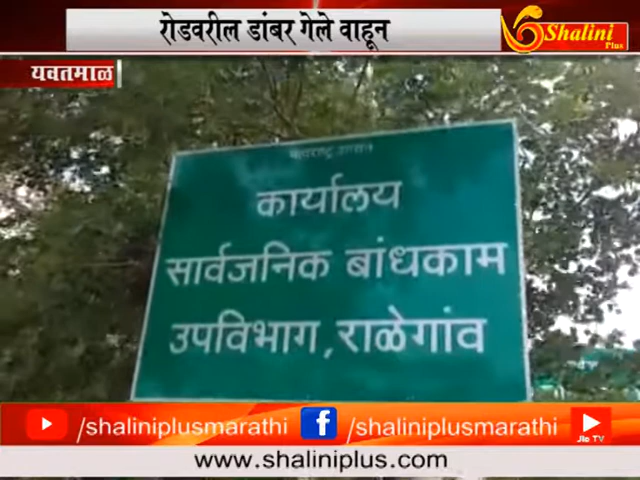 रोडवरील डांबर गेले वाहून
Shalini
Plus
यवतमाळ
कार्यालय
सार्वजनिक बांधकाम
उपविभाग, राळेगांव
/shaliniplusmarathi /shaliniplusmarathi
Jio TV
www.shaliniplus.com